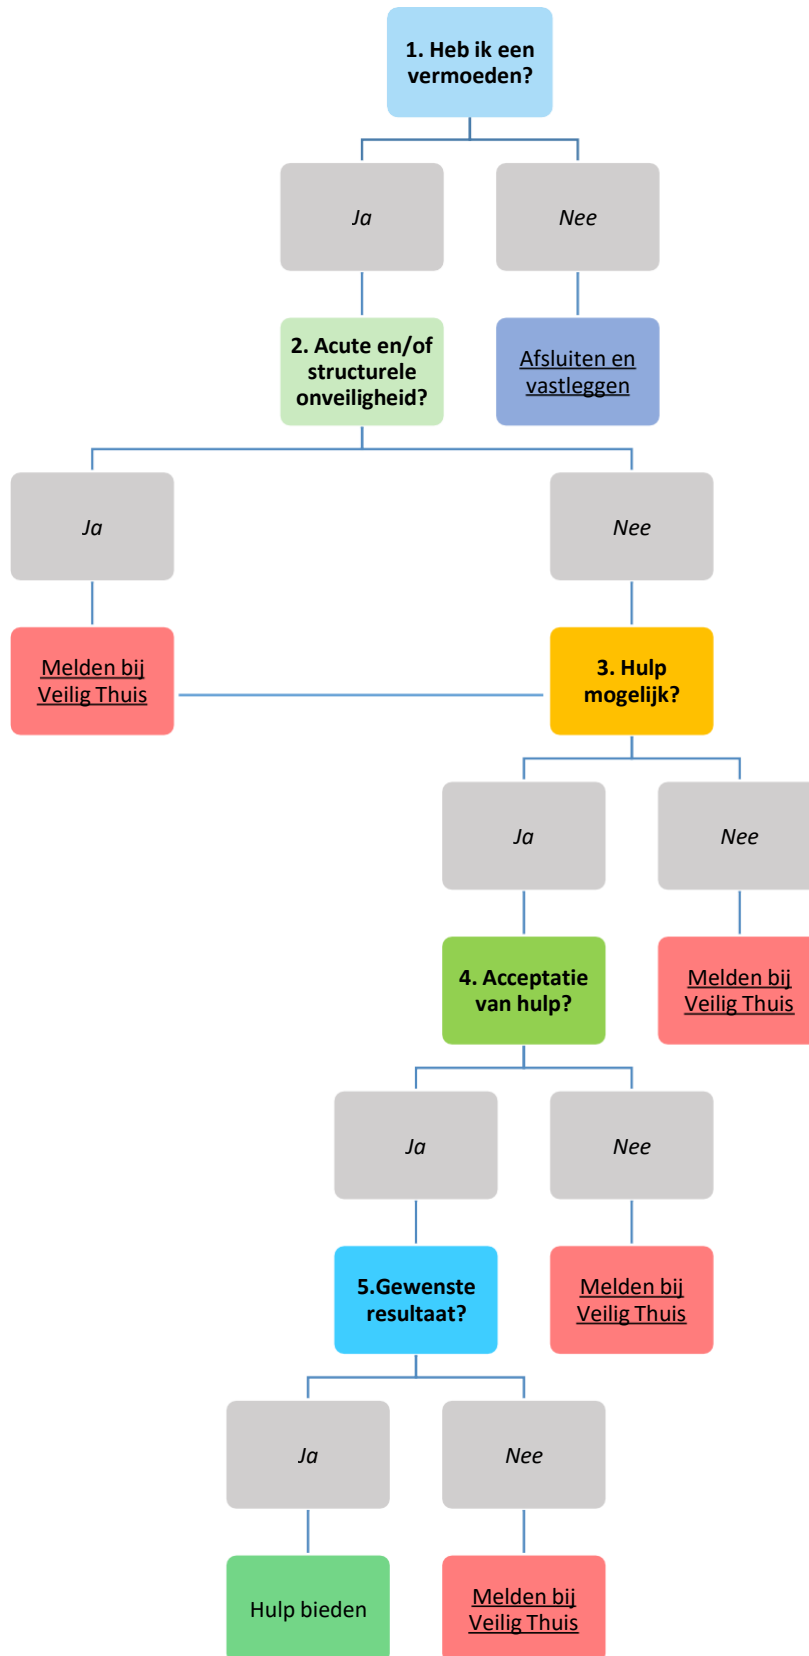 1. Heb ik een
vermoeden?
Ja
Nee
2. Acute en/of
structurele
onveiligheid?
Afsluiten en
vastleggen
Ja
Nee
Melden bij
Veilig Thuis
3. Hulp
mogelijk?
Ja
Nee
4. Acceptatie
van hulp?
Melden bij
Veilig Thuis
Ja
Nee
5.Gewenste
resultaat?
Melden bij
Veilig Thuis
Ja
Nee
Hulp bieden
Melden bij
Veilig Thuis